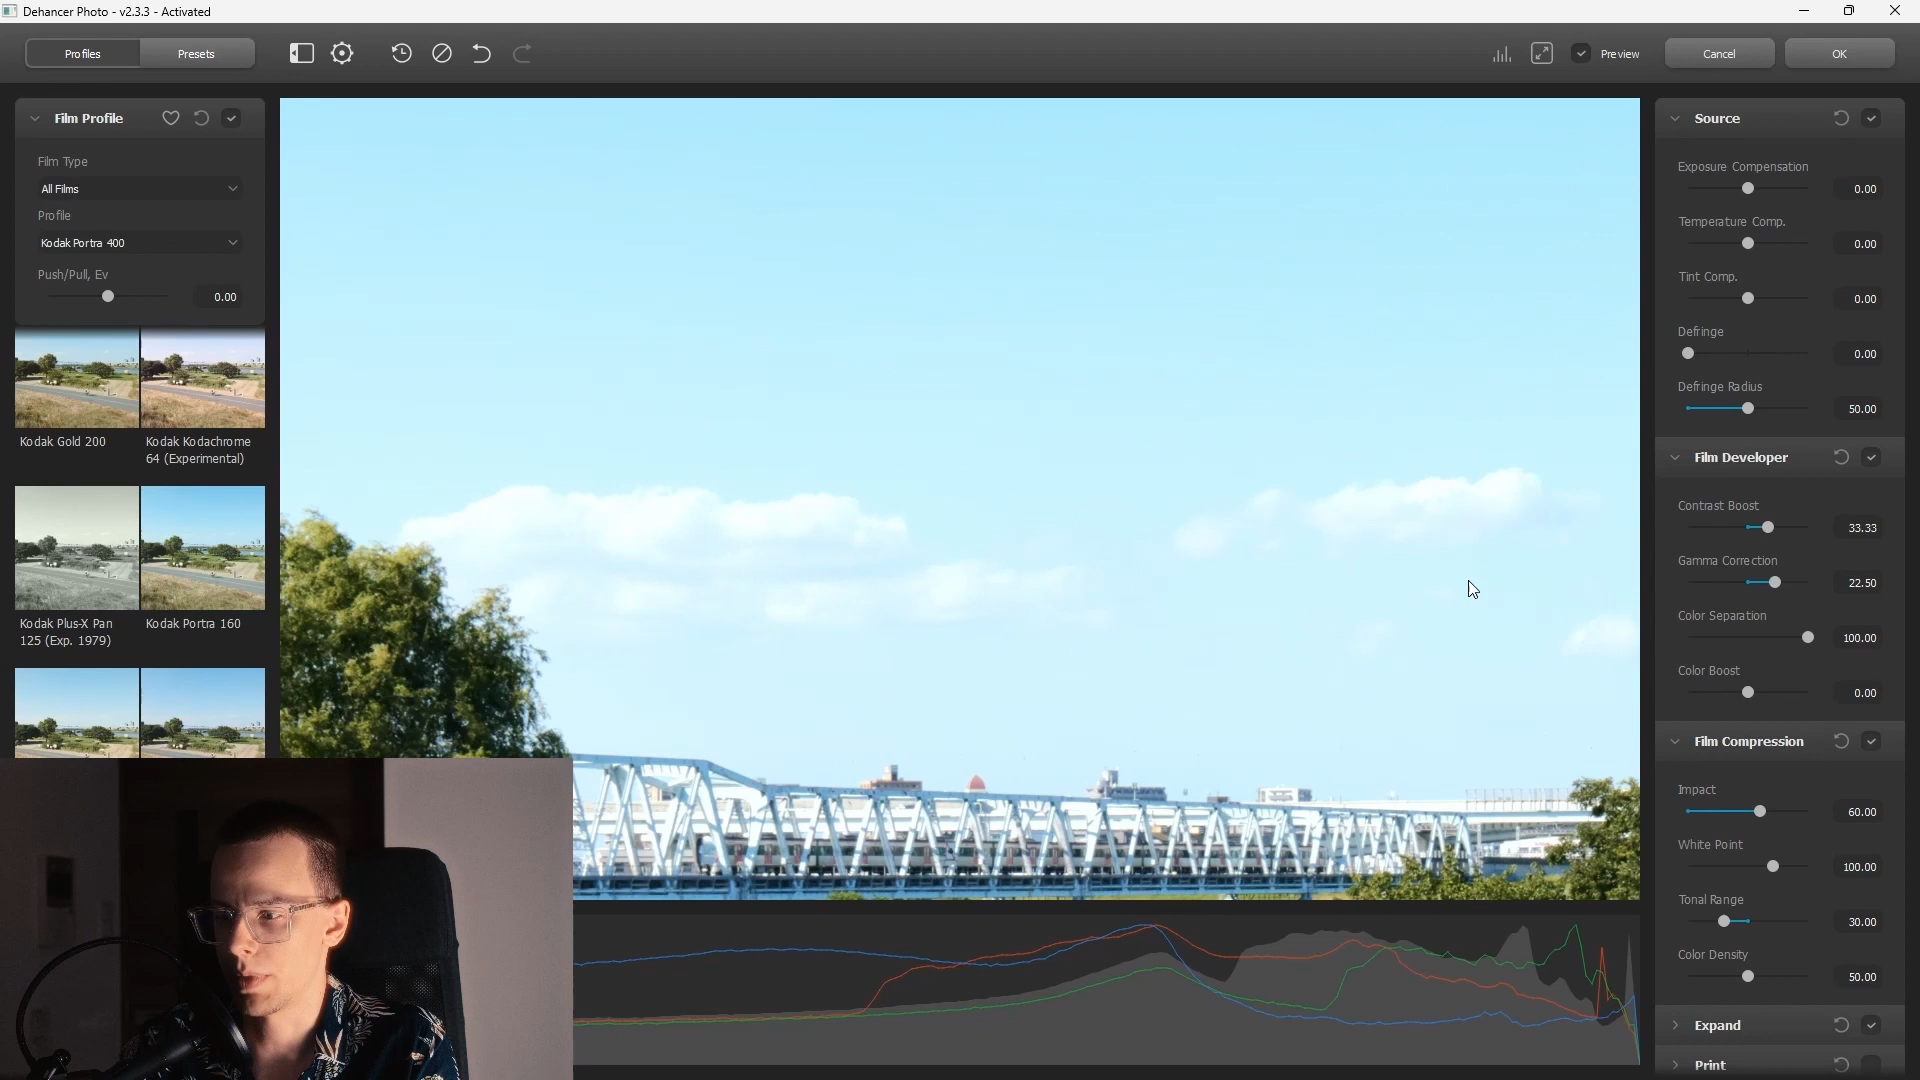 Dehancer Photo - v2.3.3 - Activated
Profiles
Presets
Preview
Cancel
OK
Film Profile
Film Type
All Films
Profile
Kodak Portra 400
Push/Pull, Ev
0.00
Kodak Gold 200
Kodak Kodachrome
64 (Experimental)
Kodak Plus-X Pan
125 (Exp. 1979)
Kodak Portra 160
Source
Exposure Compensation
0.00
Temperature Comp.
0.00
Tint Comp.
0.00
Defringe
0.00
Defringe Radius
50.00
Film Developer
Contrast Boost
33.33
Gamma Correction
22.50
Color Separation
100.00
Color Boost
0.00
Film Compression
Impact
60.00
White Point
100.00
Tonal Range
30.00
Color Density
50.00
Expand
Print